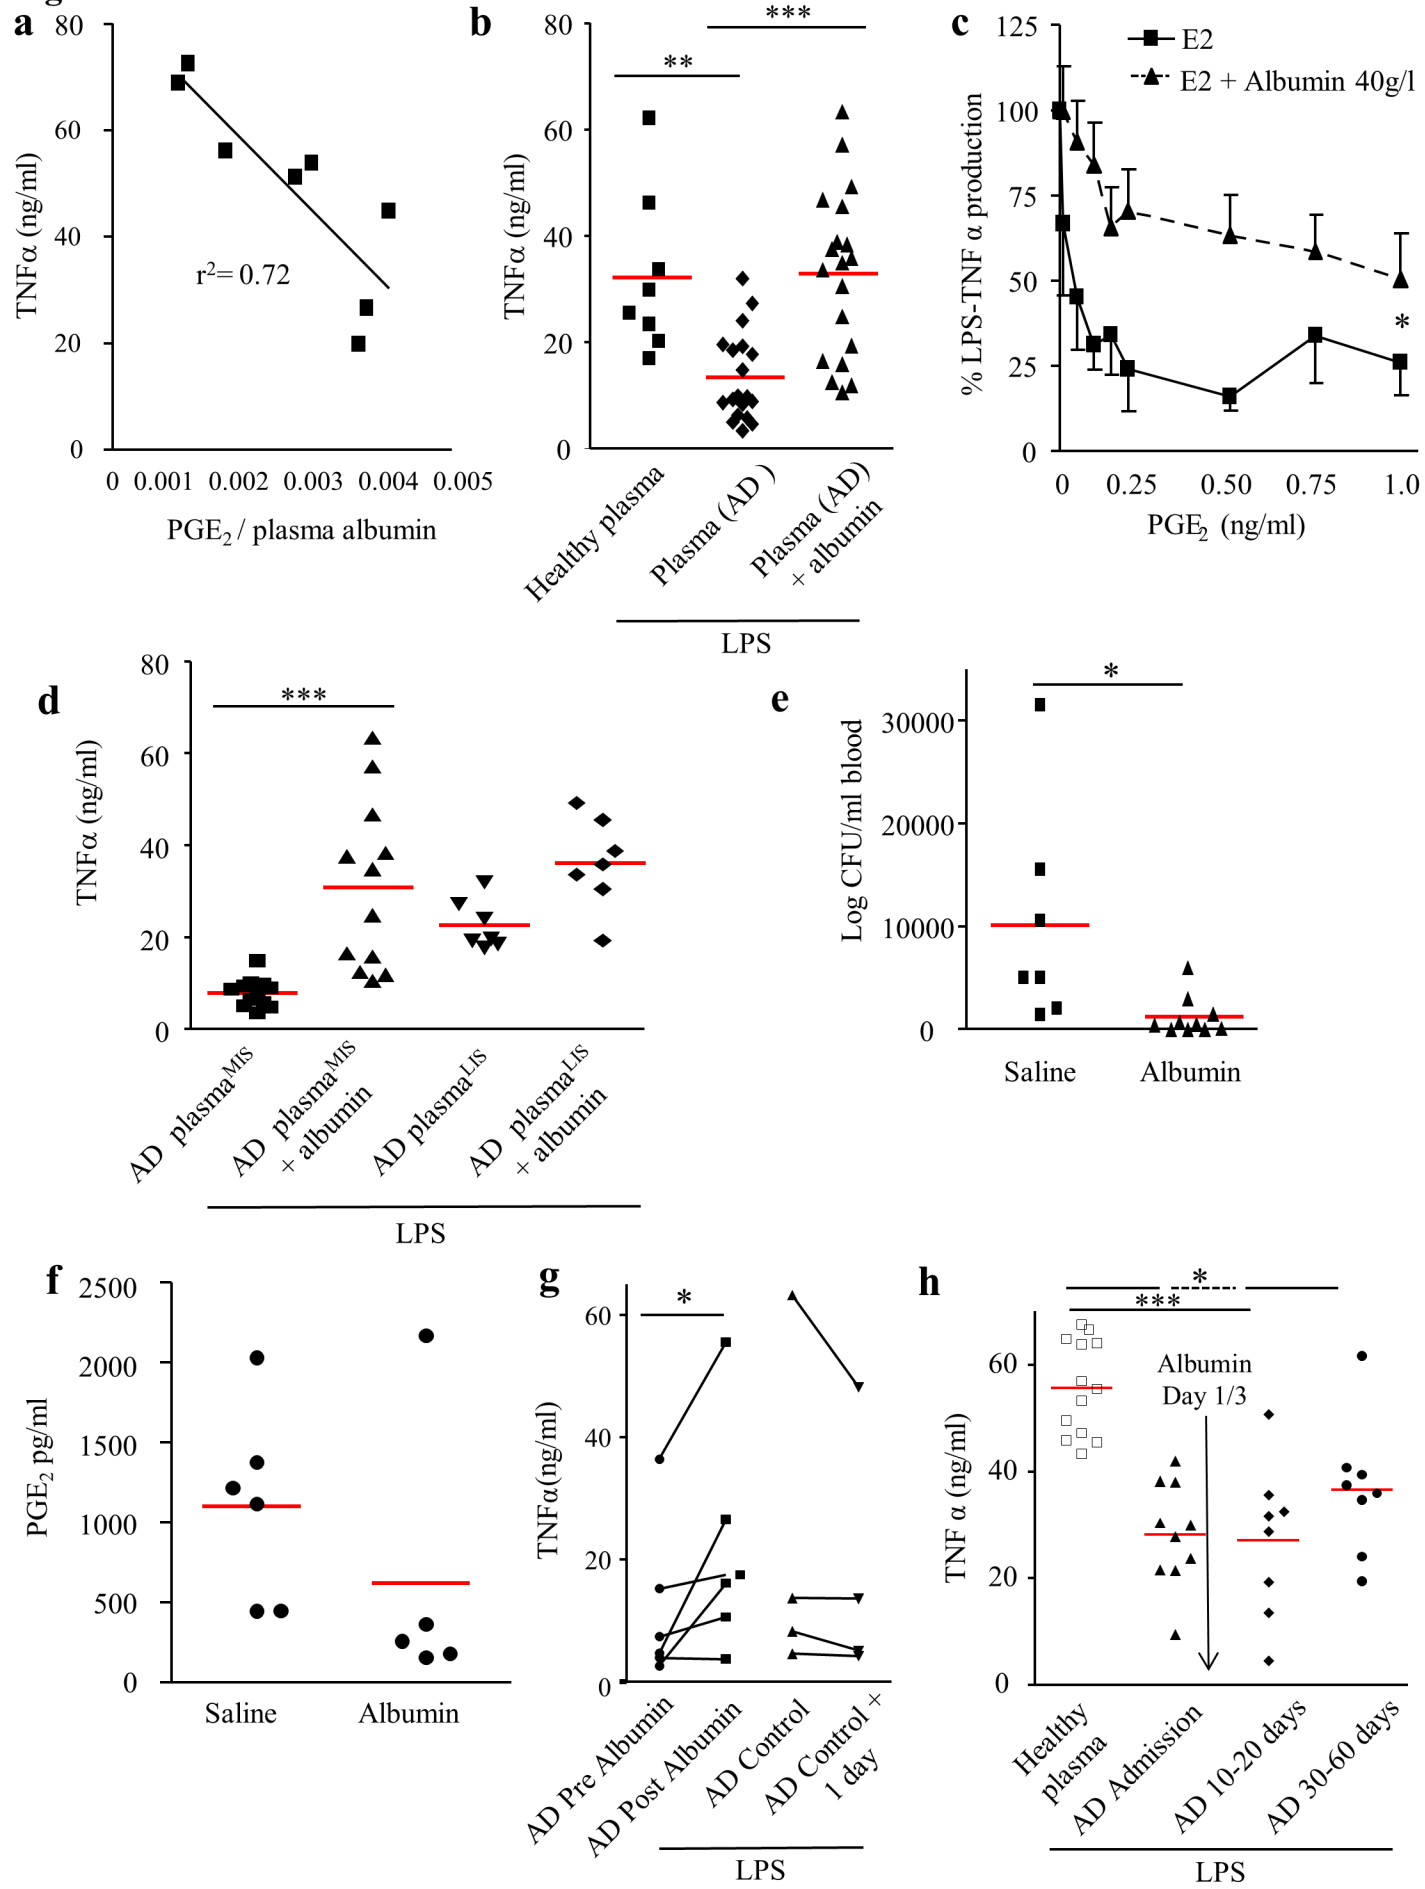 a
80
60
40
20
0
TNFα (ng/ml)
r²= 0.72
0 0.001 0.002 0.003 0.004 0.005
PGE₂ / plasma albumin
b
80
60
40
20
0
TNFα (ng/ml)
**
***
Healthy plasma
Plasma (AD )
Plasma (AD)
+ albumin
LPS
c
125
100
75
50
25
0
% LPS-TNF α production
E2
E2 + Albumin 40g/l
*
0 0.25 0.50 0.75 1.0
PGE₂ (ng/ml)
d
80
60
40
20
0
TNFα (ng/ml)
***
AD plasmaᴹᴵˢ
AD plasmaᴹᴵˢ
+ albumin
AD plasmaᴸᴵˢ
AD plasmaᴸᴵˢ
+ albumin
LPS
e
30000
20000
10000
0
Log CFU/ml blood
*
Saline
Albumin
f
2500
2000
1500
1000
500
0
PGE₂ pg/ml
Saline
Albumin
g
60
40
20
0
TNFα(ng/ml)
*
AD Pre Albumin
AD Post Albumin
AD Control
AD Control +
1 day
LPS
h
60
40
20
0
TNF α (ng/ml)
*
***
Albumin
Day 1/3
Healthy
plasma
AD Admission
AD 10-20 days
AD 30-60 days
LPS